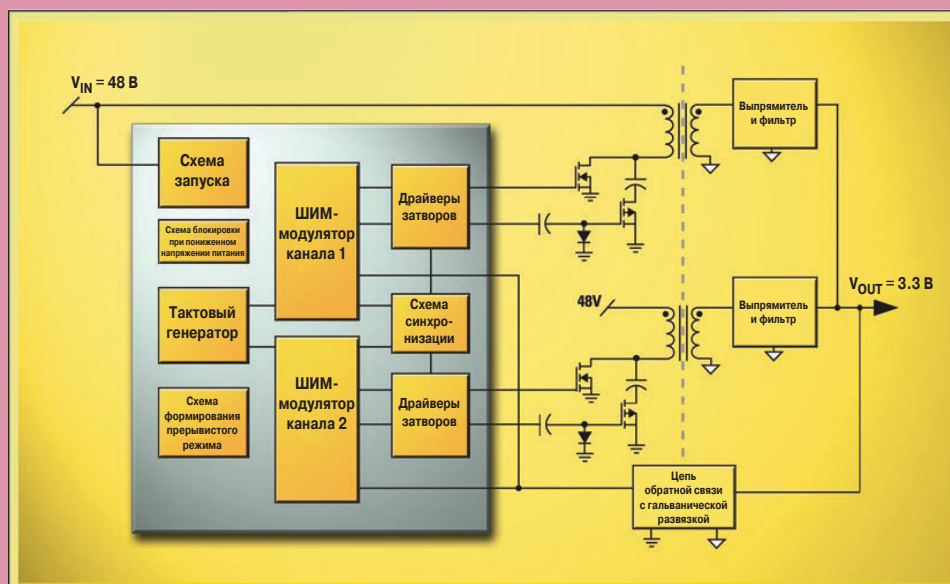 V_IN = 48 В
Схема
запуска
Схема блокировки
при пониженном
напряжении питания
Тактовый
генератор
Схема
формирования
прерывистого
режима
ШИМ-
модулятор
канала 1
ШИМ-
модулятор
канала 2
Драйверы
затворов
Схема
синхро-
низации
Драйверы
затворов
48V
Выпрямитель
и фильтр
Выпрямитель
и фильтр
V_OUT = 3.3 В
Цепь
обратной связи
с гальванической
развязкой